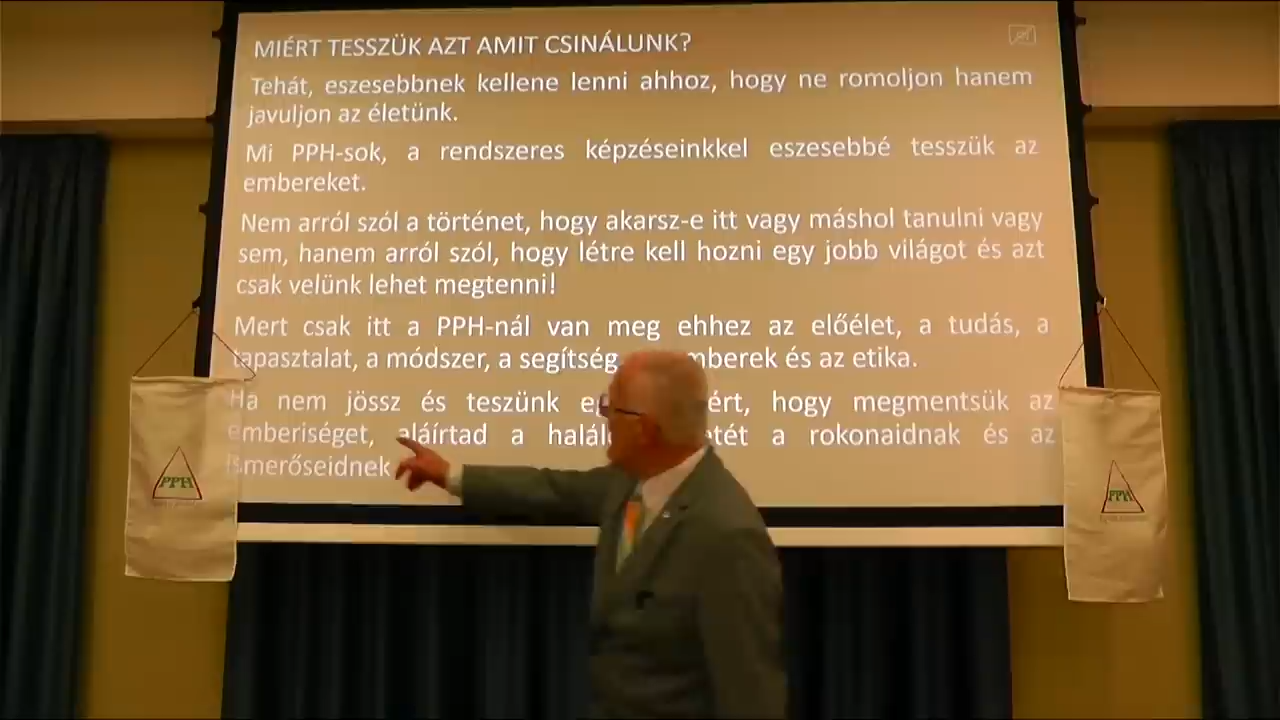 MIÉRT TESSZÜK AZT AMIT CSINÁLUNK?
Tehát, eszesebbnek kellene lenni ahhoz, hogy ne romoljon hanem
javuljon az életünk.
Mi PPH-sok, a rendszeres képzéseinkkel eszesebbé tesszük az
embereket.
Nem arról szól a történet, hogy akarsz-e itt vagy máshol tanulni vagy
sem, hanem arról szól, hogy létre kell hozni egy jobb világot és azt
csak velünk lehet megtenni!
Mert csak itt a PPH-nál van meg ehhez az előélet, a tudás, a
tapasztalat, a módszer, a segítség emberek és az etika.
Ha nem jössz és teszünk hogy megmentsük az
emberiséget, aláírtad a a rokonaidnak és az
ismerőseidnek
PPH
PPH